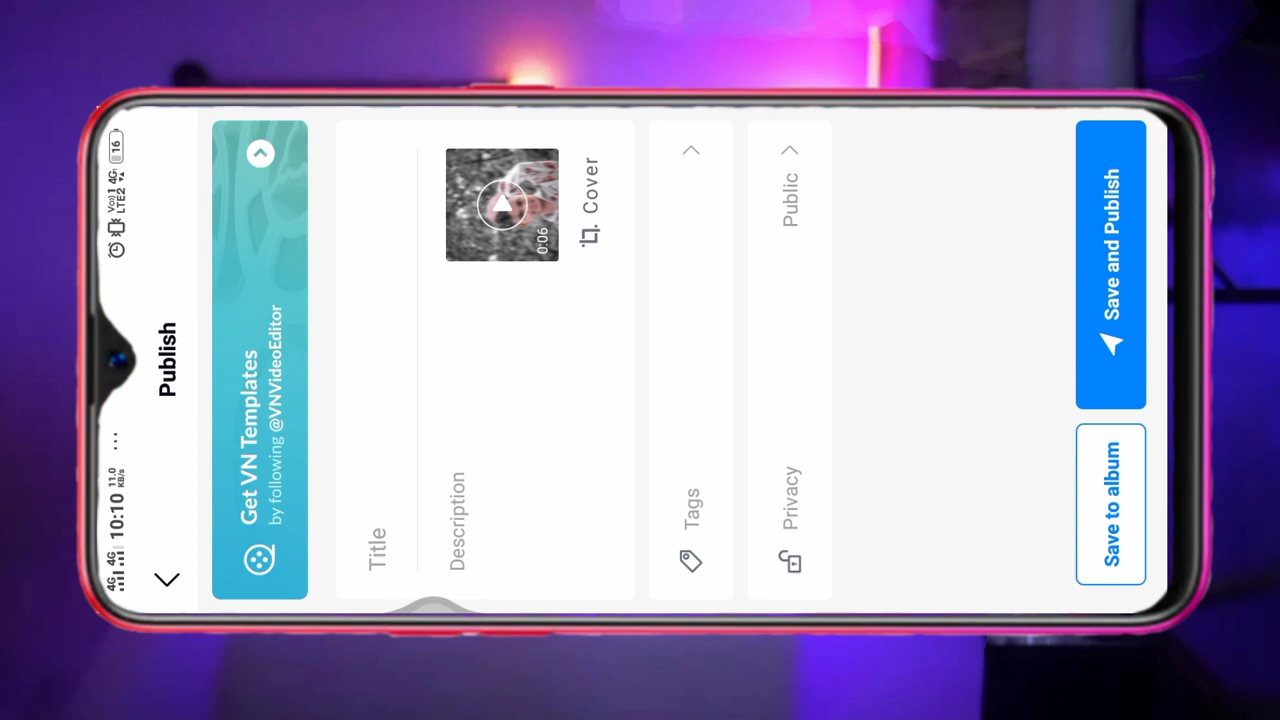 4G 4G 10:10 11.0 KB/s ... Vo)) 1 4G LTE2 16
Publish
Get VN Templates
by following @VNVideoEditor
Title
Description
0:06
Cover
Tags
Privacy Public
Save to album Save and Publish